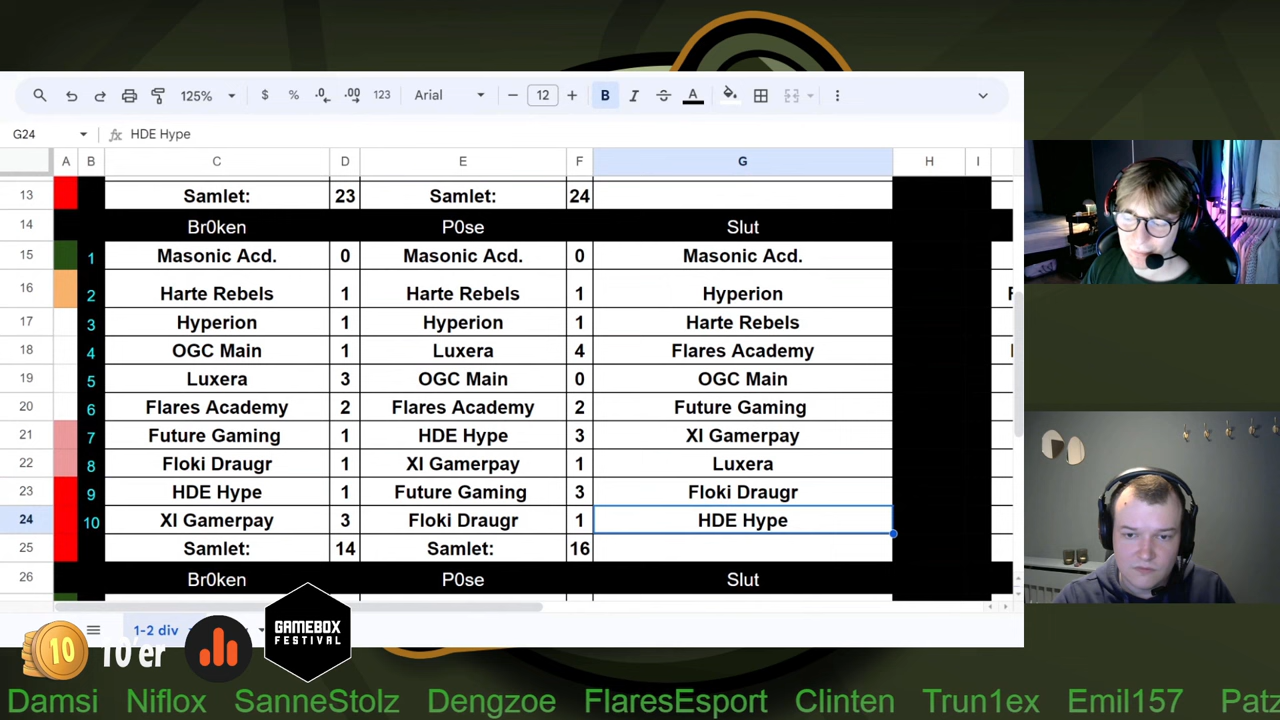 125% $ % .0 .00 123 Arial 12 B I A
G24 fx HDE Hype
A B C D E F G H I
13 Samlet: 23 Samlet: 24
14 Br0ken P0se Slut
15 1 Masonic Acd. 0 Masonic Acd. 0 Masonic Acd.
16 2 Harte Rebels 1 Harte Rebels 1 Hyperion
17 3 Hyperion 1 Hyperion 1 Harte Rebels
18 4 OGC Main 1 Luxera 4 Flares Academy
19 5 Luxera 3 OGC Main 0 OGC Main
20 6 Flares Academy 2 Flares Academy 2 Future Gaming
21 7 Future Gaming 1 HDE Hype 3 XI Gamerpay
22 8 Floki Draugr 1 XI Gamerpay 1 Luxera
23 9 HDE Hype 1 Future Gaming 3 Floki Draugr
24 10 XI Gamerpay 3 Floki Draugr 1 HDE Hype
25 Samlet: 14 Samlet: 16
26 Br0ken P0se Slut
1-2 div
10 10'er
GAMEBOX
FESTIVAL
Damsi Niflox SanneStolz Dengzoe FlaresEsport Clinten Trun1ex Emil157 Patz